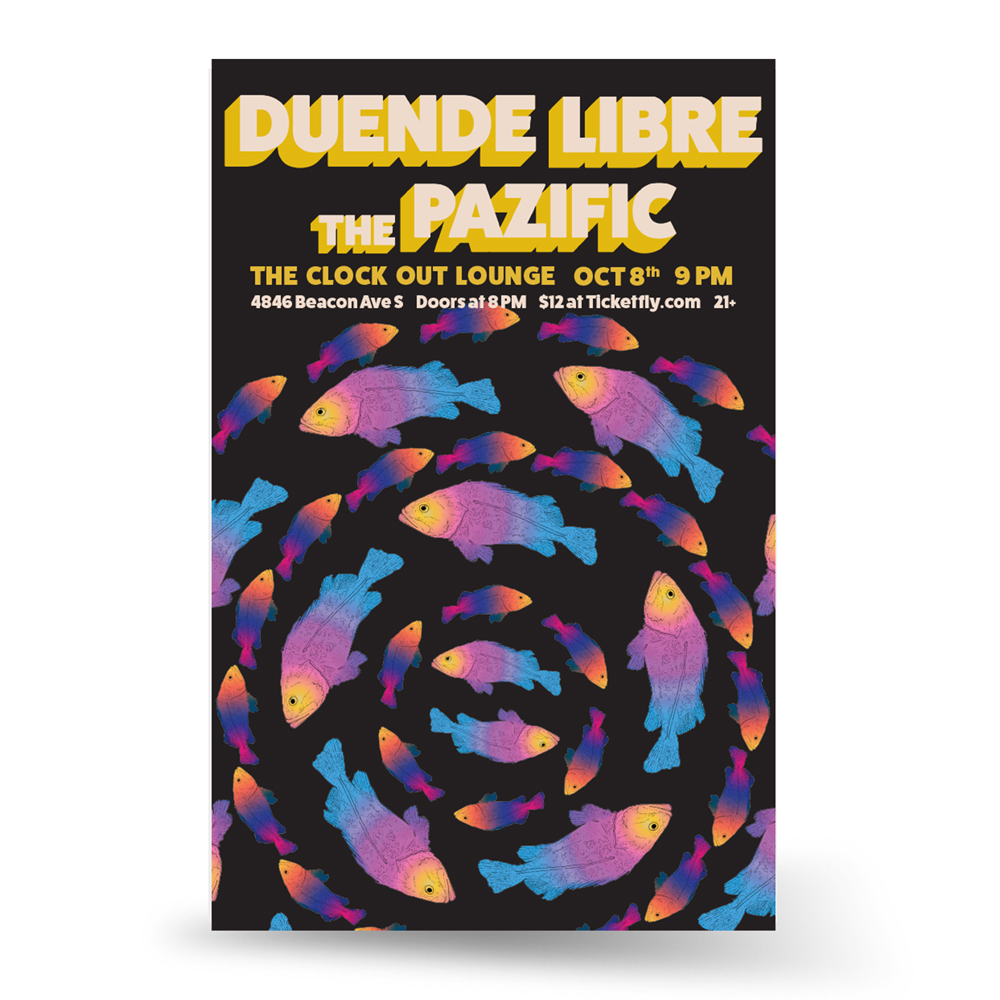 DUENDE LIBRE
THE PAZIFIC
THE CLOCK OUT LOUNGE OCT 8th 9 PM
4846 Beacon Ave S Doors at 8 PM $12 at Ticketfly.com 21+